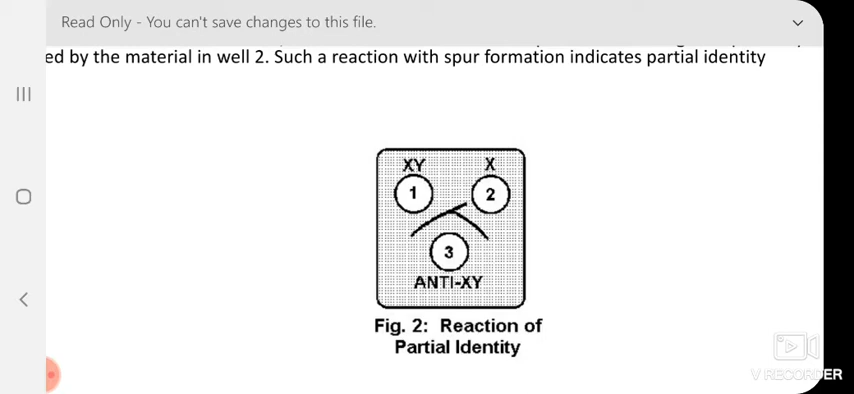 Read Only - You can't save changes to this file.
ed by the material in well 2. Such a reaction with spur formation indicates partial identity
XY X
1 2
3
ANTI-XY
Fig. 2: Reaction of
Partial Identity
V RECORDER